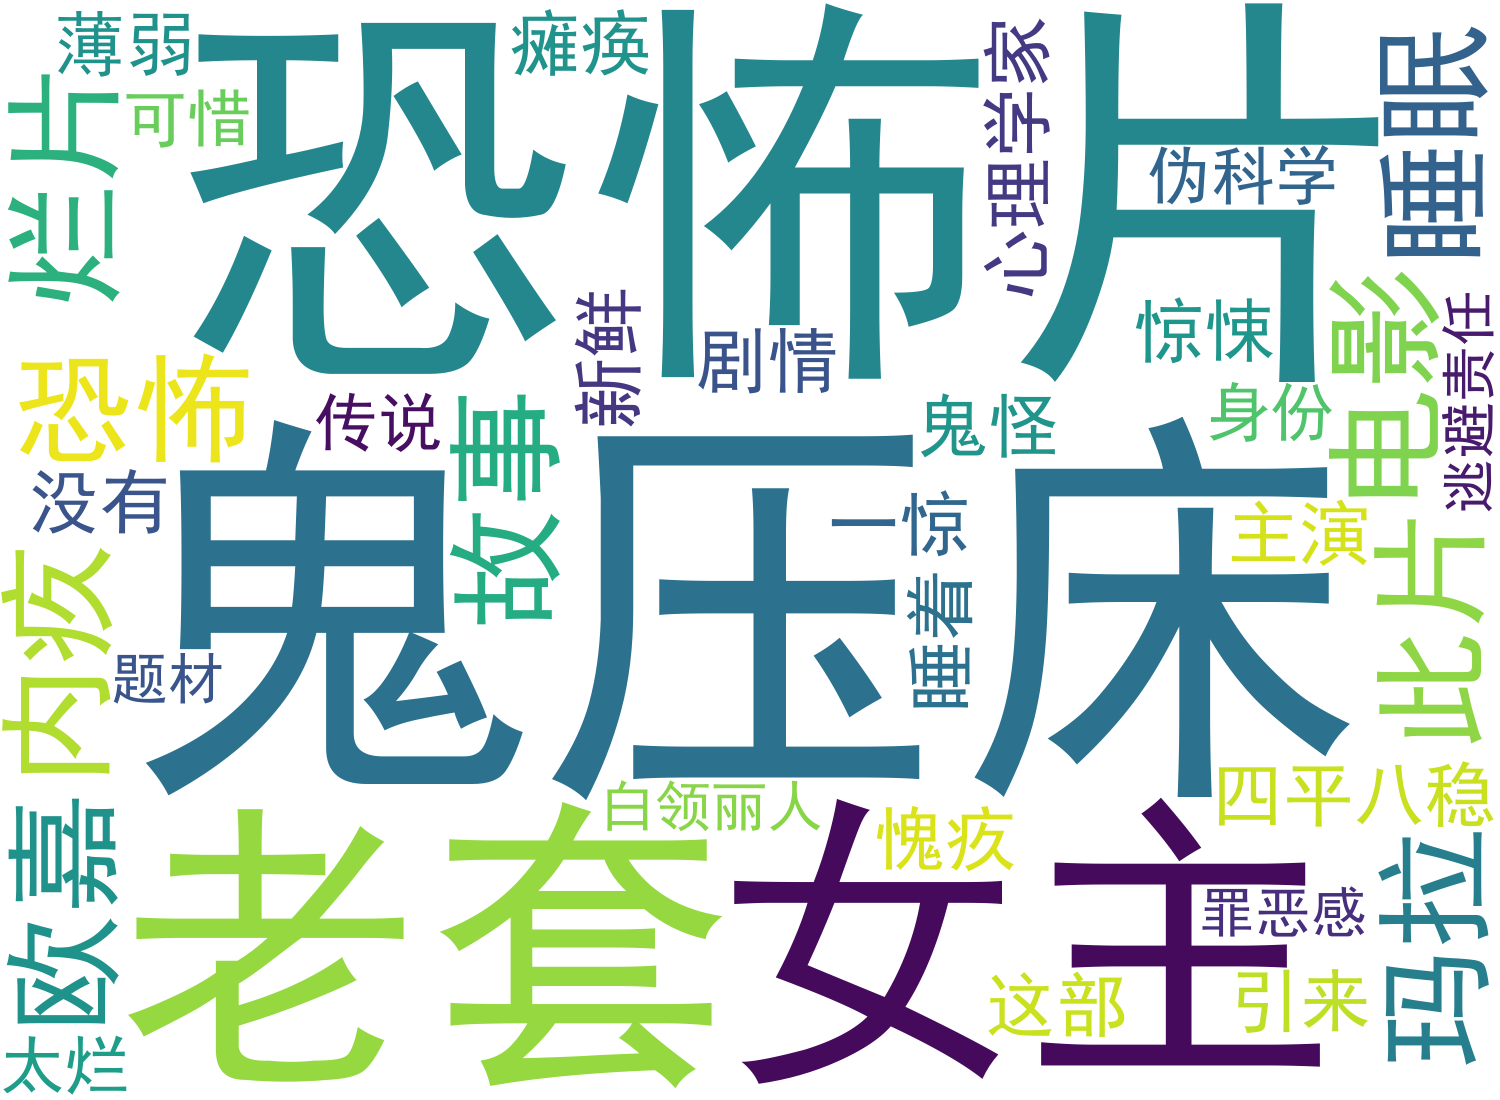 薄弱
瘫痪
恐怖片
心理学家
睡眠
可惜
烂片
伪科学
新鲜
剧情
惊悚
电影
逃避责任
恐怖
传说
故事
鬼怪
身份
没有
鬼压床
一惊
主演
内疚
题材
睡着
此片
白领丽人
四平八稳
欧嘉
老套
女主
愧疚
玛拉
罪恶感
这部
引来
太烂